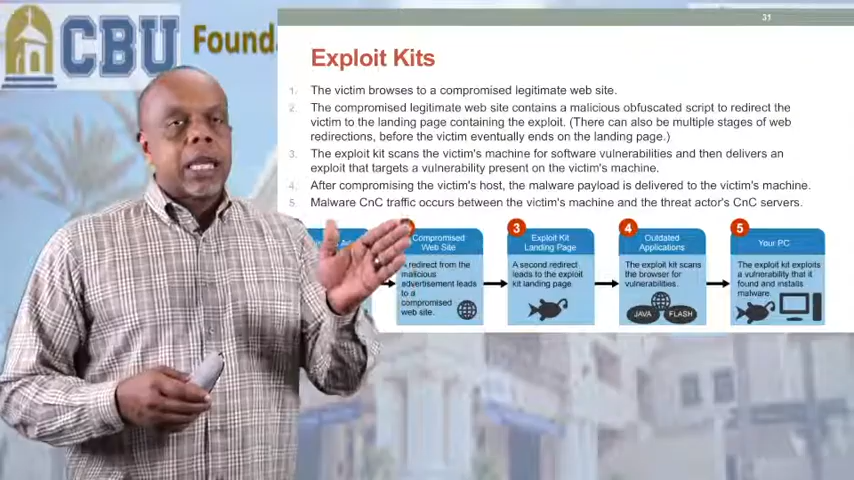 31
CBU
Found
Exploit Kits
1. The victim browses to a compromised legitimate web site.
2. The compromised legitimate web site contains a malicious obfuscated script to redirect the
victim to the landing page containing the exploit. (There can also be multiple stages of web
redirections, before the victim eventually ends on the landing page.)
3. The exploit kit scans the victim's machine for software vulnerabilities and then delivers an
exploit that targets a vulnerability present on the victim's machine.
4. After compromising the victim's host, the malware payload is delivered to the victim's machine.
5. Malware CnC traffic occurs between the victim's machine and the threat actor's CnC servers.
Compromised
Web Site
redirect from the
malicious
advertisement leads
to a
compromised
web site.
3
Exploit Kit
Landing Page
A second redirect
leads to the exploit
kit landing page.
4
Outdated
Applications
The exploit kit scans
the browser for
vulnerabilities.
JAVA FLASH
5
Your PC
The exploit kit exploits
a vulnerability that it
found and installs
malware.